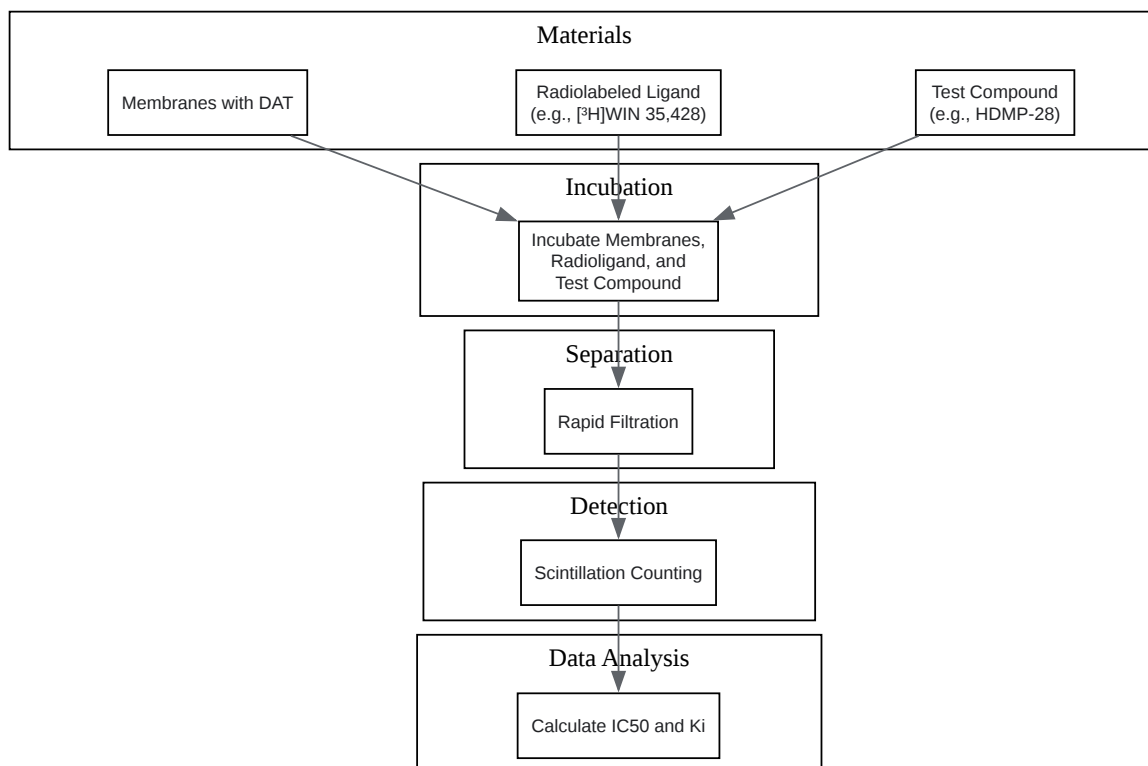 Materials
Membranes with DAT
Radiolabeled Ligand
(e.g., [³H]WIN 35,428)
Test Compound
(e.g., HDMP-28)
Incubation
Incubate Membranes,
Radioligand, and
Test Compound
Separation
Rapid Filtration
Detection
Scintillation Counting
Data Analysis
Calculate IC50 and Ki